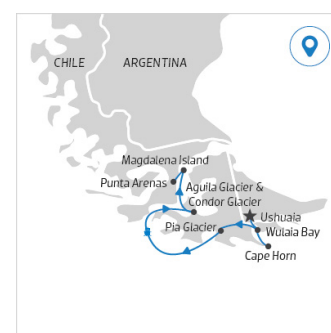 CHILE
ARGENTINA
Magdalena Island
Punta Arenas
Aguila Glacier &
Condor Glacier
Ushuaia
Pia Glacier
Wulaia Bay
Cape Horn